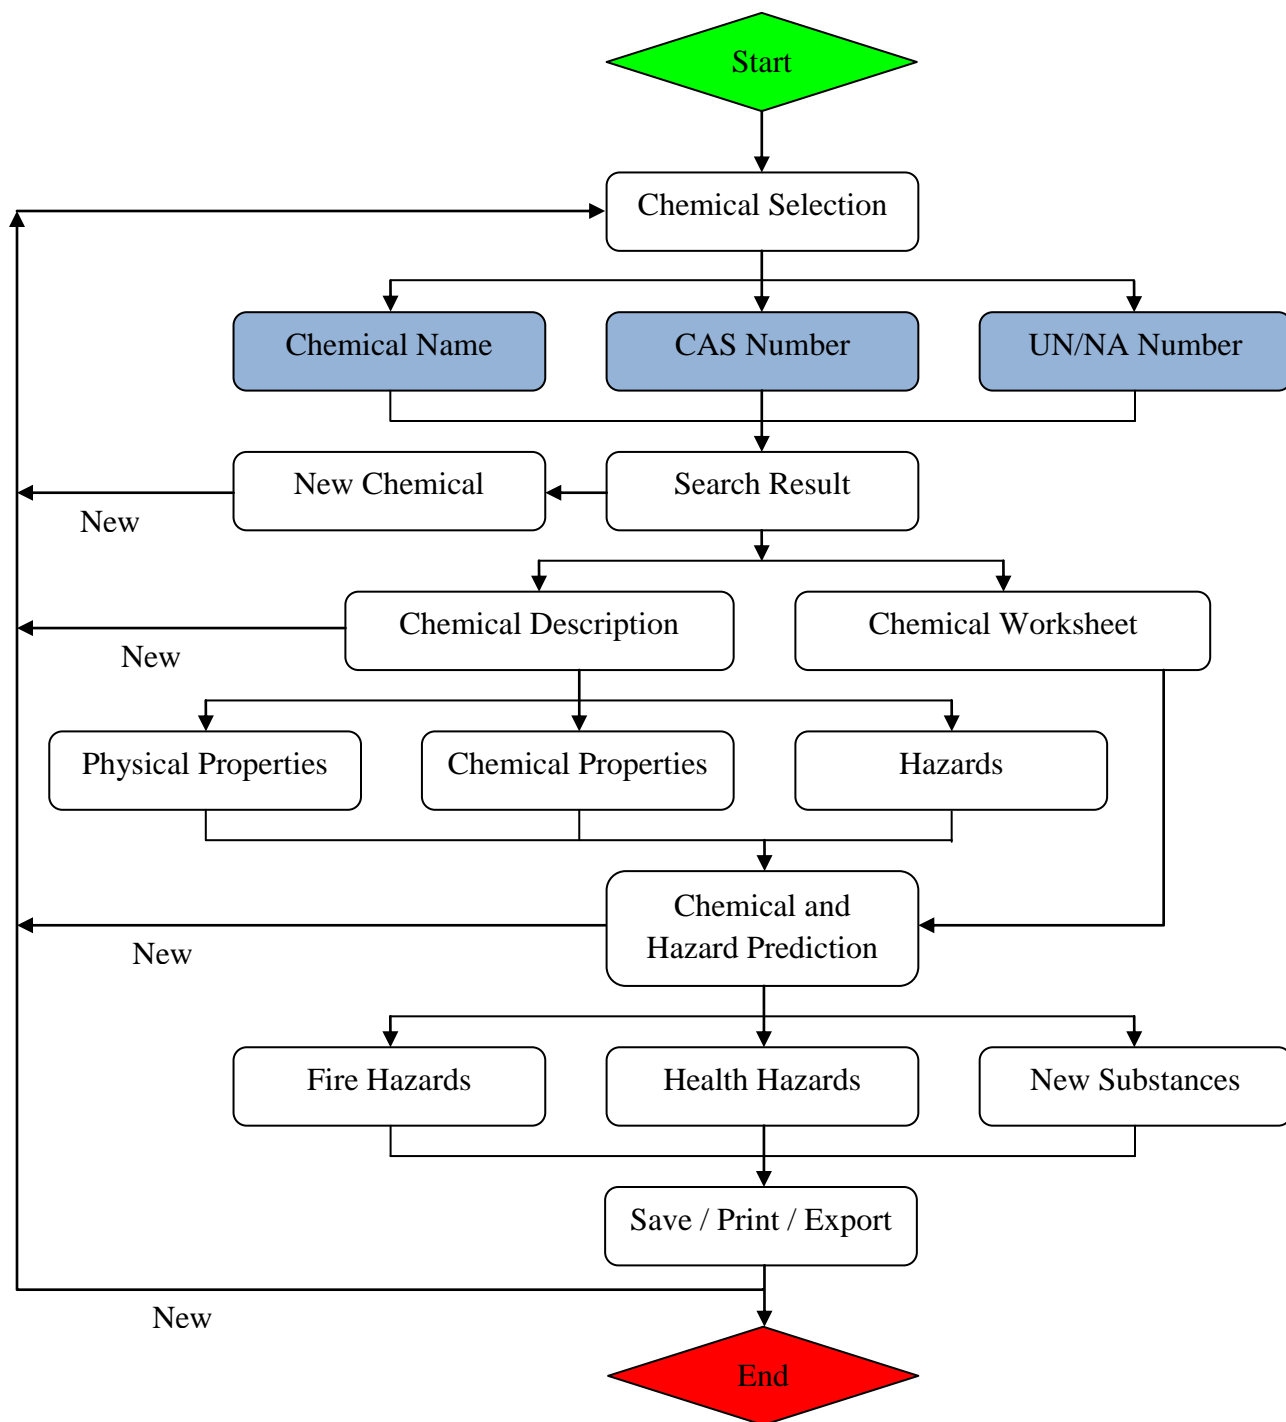 Start
Chemical Selection
Chemical Name
CAS Number
UN/NA Number
New Chemical
Search Result
New
Chemical Description
Chemical Worksheet
New
Physical Properties
Chemical Properties
Hazards
Chemical and
Hazard Prediction
New
Fire Hazards
Health Hazards
New Substances
Save / Print / Export
New
End